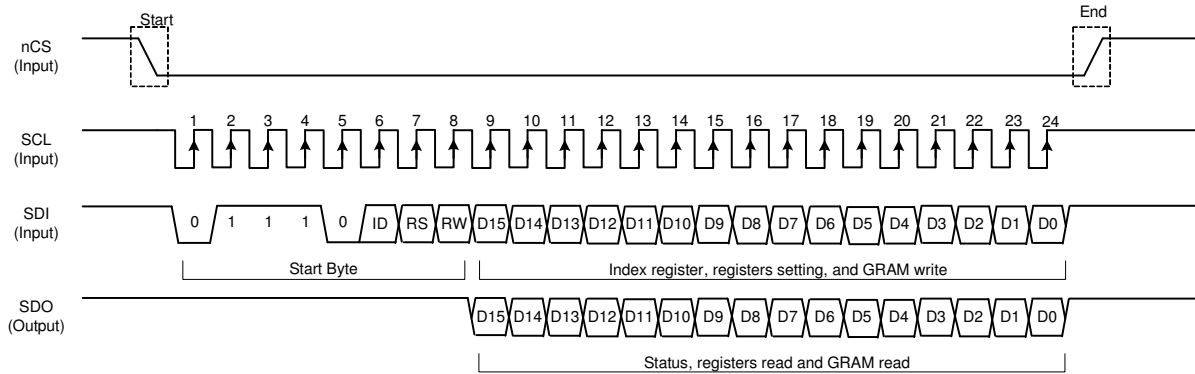 Start End
nCS
(Input)
1 2 3 4 5 6 7 8 9 10 11 12 13 14 15 16 17 18 19 20 21 22 23 24
SCL
(Input)
SDI
(Input)
0 1 1 1 0 ID RS RW D15 D14 D13 D12 D11 D10 D9 D8 D7 D6 D5 D4 D3 D2 D1 D0
Start Byte Index register, registers setting, and GRAM write
SDO
(Output)
D15 D14 D13 D12 D11 D10 D9 D8 D7 D6 D5 D4 D3 D2 D1 D0
Status, registers read and GRAM read